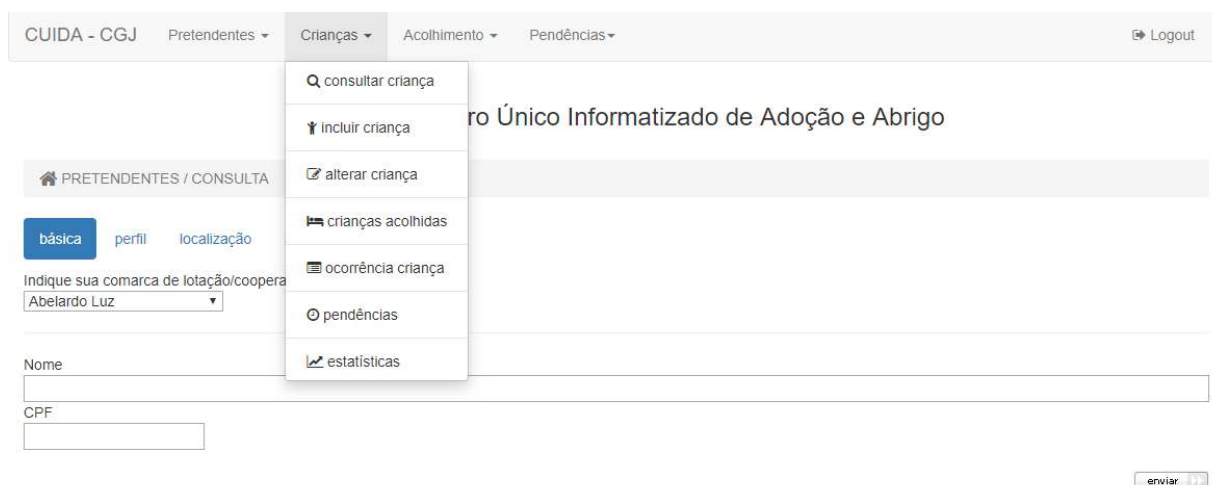 CUIDA - CGJ Pretendentes Crianças Acolhimento Pendências Logout
consultar criança
incluir criança
alterar criança
crianças acolhidas
ocorrência criança
pendências
estatísticas
ro Único Informatizado de Adoção e Abrigo
PRETENDENTES / CONSULTA
básica perfil localização
Indique sua comarca de lotação/coopera
Abelardo Luz
Nome
CPF
enviar